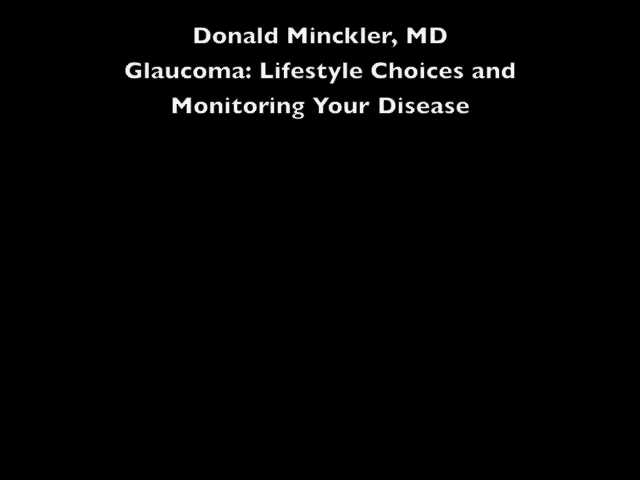 Donald Minckler, MD
Glaucoma: Lifestyle Choices and
Monitoring Your Disease